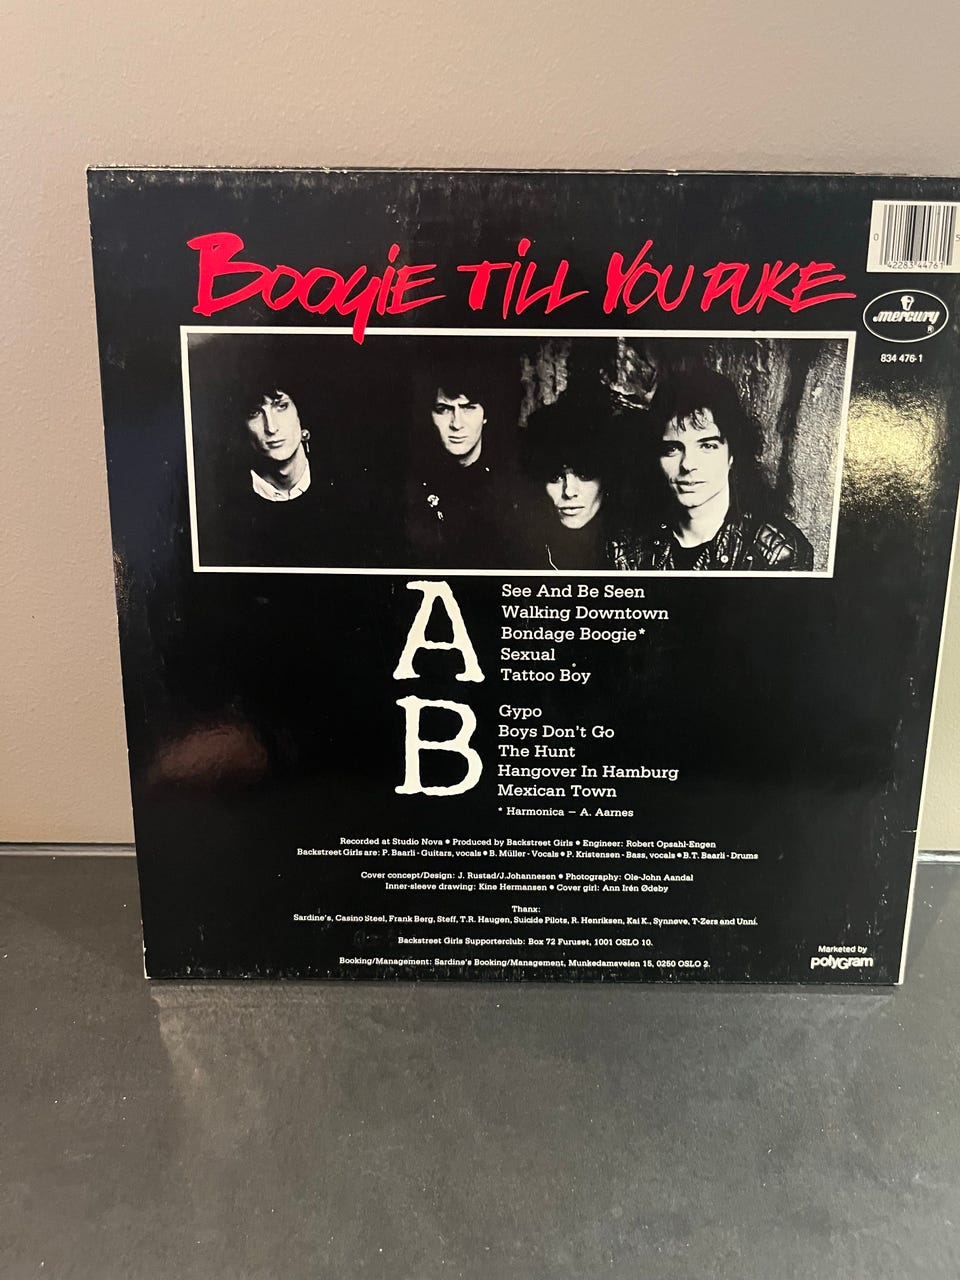 BOOGIE TILL YOU PUKE
0 42283 44761 5
mercury
®
834 476-1
A
See And Be Seen
Walking Downtown
Bondage Boogie*
Sexual
Tattoo Boy
B
Gypo
Boys Don't Go
The Hunt
Hangover In Hamburg
Mexican Town
* Harmonica – A. Aarnes
Recorded at Studio Nova ● Produced by Backstreet Girls ● Engineer: Robert Opsahl-Engen
Backstreet Girls are: P. Baarli - Guitars, vocals ● B. Müller - Vocals ● P. Kristensen - Bass, vocals ● B.T. Baarli - Drums
Cover concept/Design: J. Rustad/J.Johannesen ● Photography: Ole-John Aandal
Inner-sleeve drawing: Kine Hermansen ● Cover girl: Ann Irén Ødeby
Thanx:
Sardine's, Casino Steel, Frank Berg, Steff, T.R. Haugen, Suicide Pilots, R. Henriksen, Kai K., Synnøve, T-Zers and Unni.
Backstreet Girls Supporterclub: Box 72 Furuset, 1001 OSLO 10.
Booking/Management: Sardine's Booking/Management, Munkedamsveien 15, 0250 OSLO 2.
Marketed by
polyGram